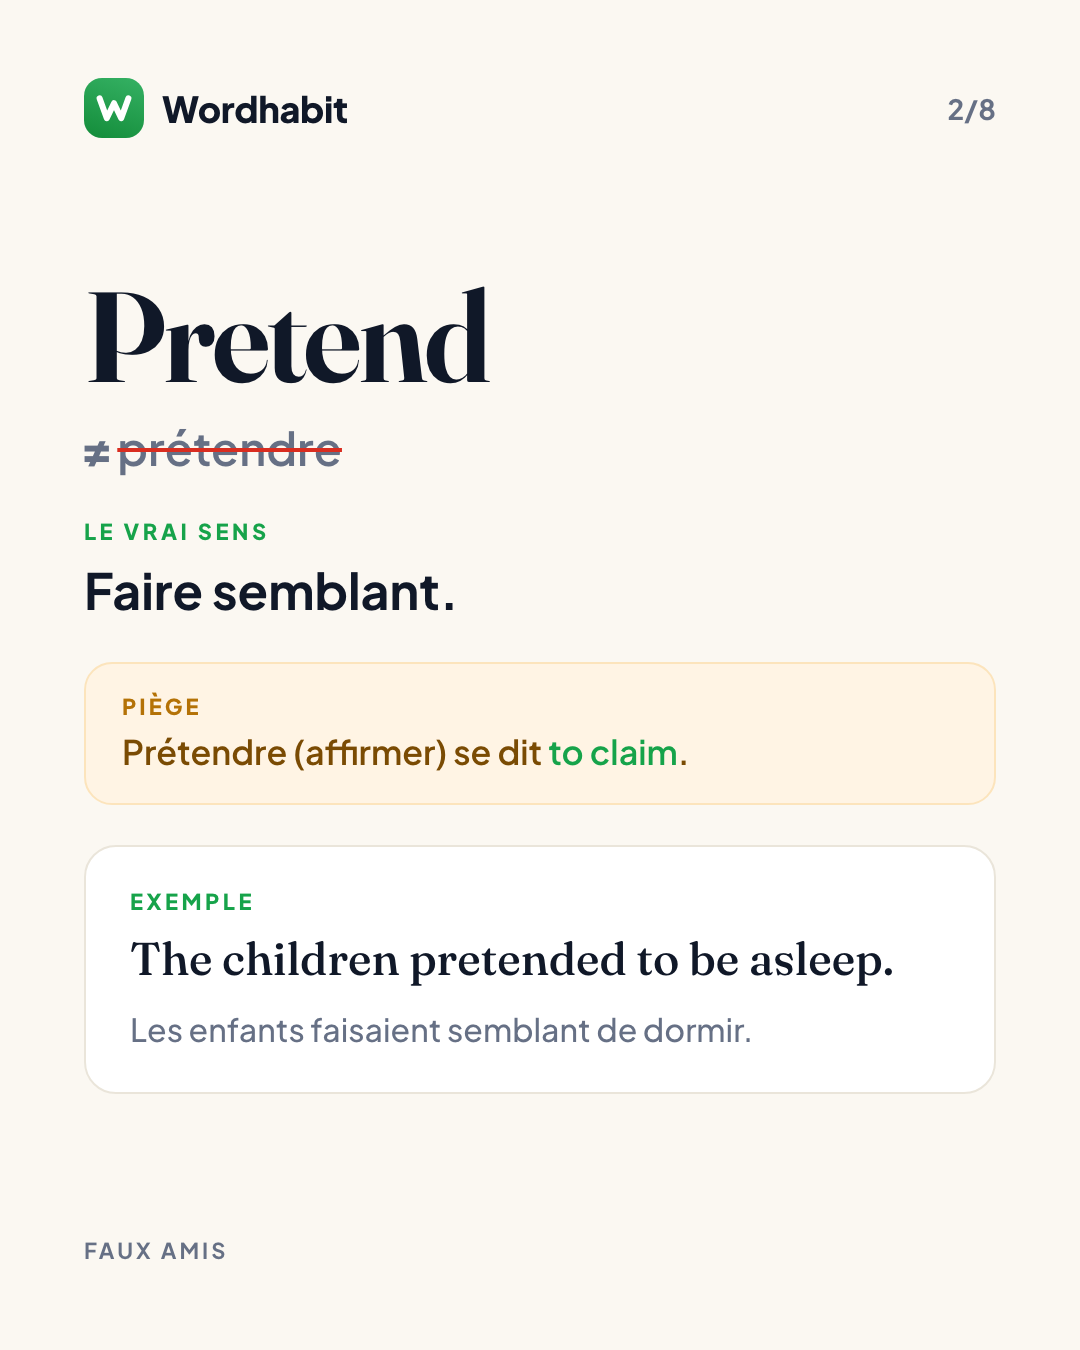 W Wordhabit
2/8
Pretend
≠ prétendre
LE VRAI SENS
Faire semblant.
PIÈGE
Prétendre (affirmer) se dit to claim.
EXEMPLE
The children pretended to be asleep.
Les enfants faisaient semblant de dormir.
FAUX AMIS